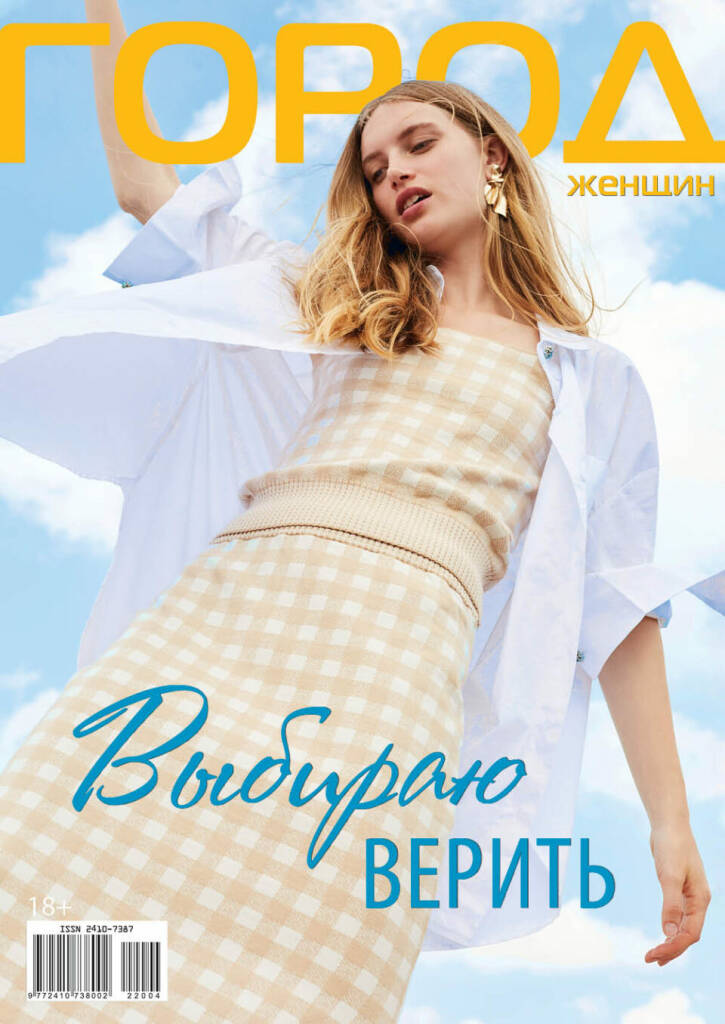 ГОРОД
женщин
Выбираю
ВЕРИТЬ
18+
ISSN 2410-7387
9 772410 738002
22004